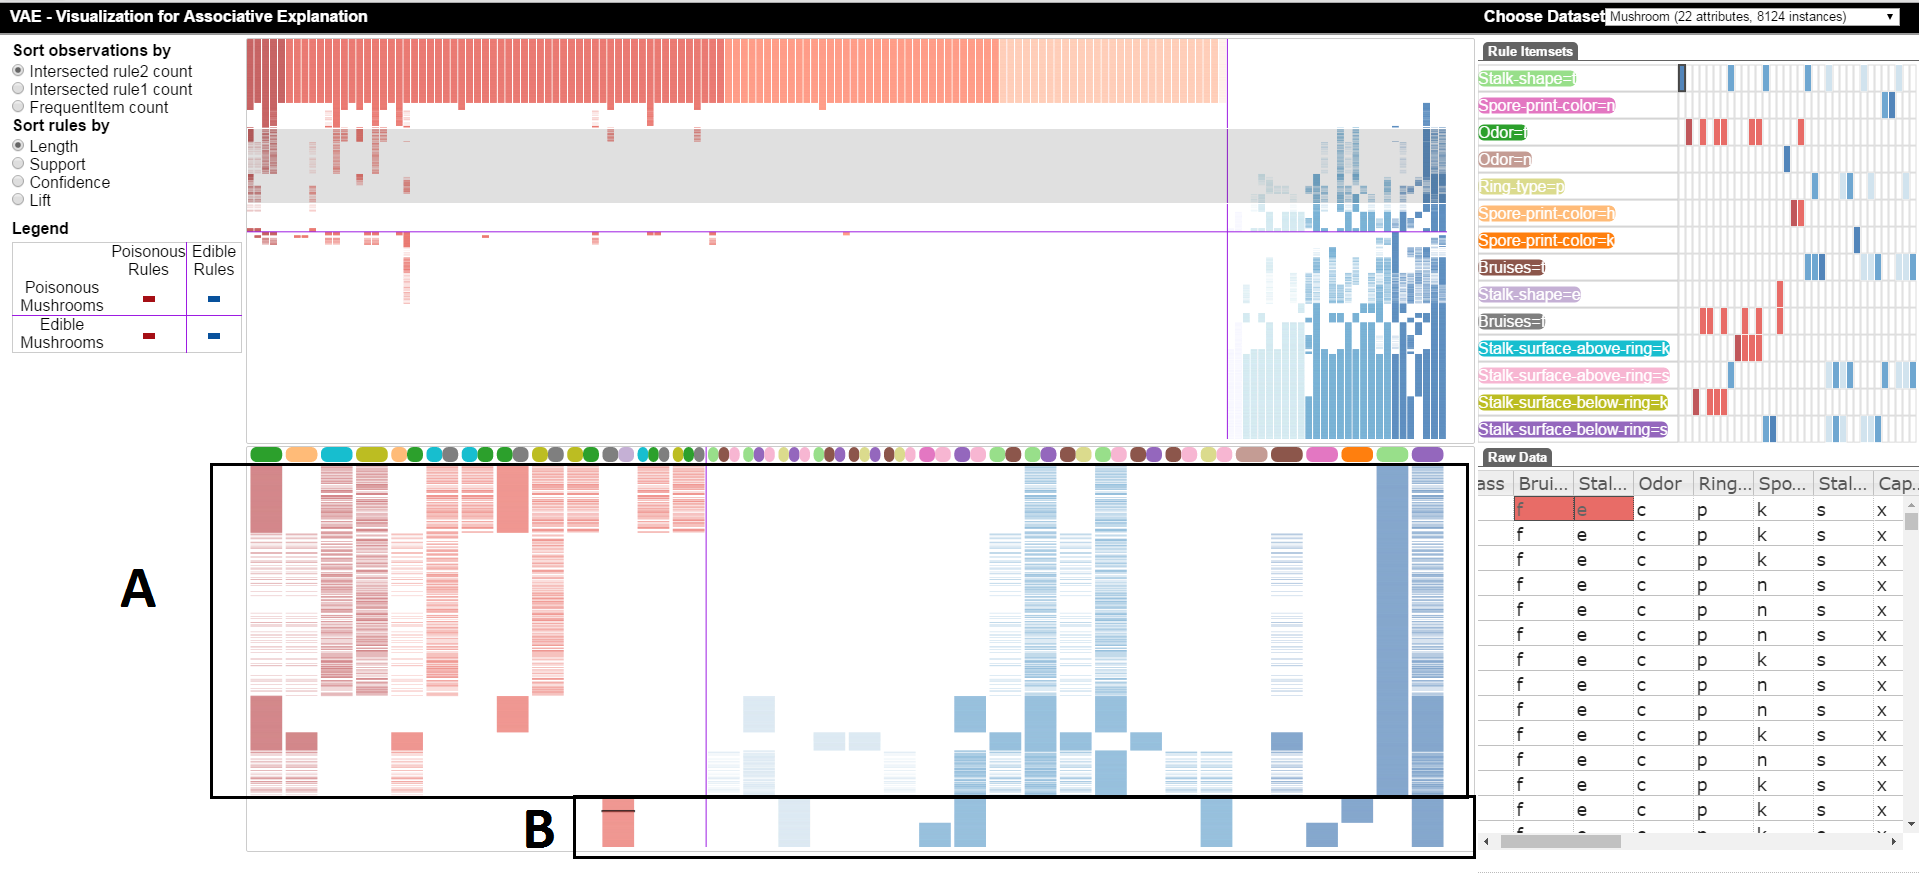 VAE - Visualization for Associative Explanation
Choose Dataset Mushroom (22 attributes, 8124 instances)
Sort observations by
Intersected rule2 count
Intersected rule1 count
FrequentItem count
Sort rules by
Length
Support
Confidence
Lift
Legend
Poisonous Rules
Edible Rules
Poisonous Mushrooms
Edible Mushrooms
A
B
Rule Itemsets
Stalk-shape=t
Spore-print-color=n
Odor=f
Odor=n
Ring-type=p
Spore-print-color=h
Spore-print-color=k
Bruises=t
Stalk-shape=e
Bruises=f
Stalk-surface-above-ring=k
Stalk-surface-above-ring=s
Stalk-surface-below-ring=k
Stalk-surface-below-ring=s
Raw Data
ass Brui... Stal... Odor Ring... Spo... Stal... Cap..
f e c p k s x
f e c p k s x
f e c p k s x
f e c p n s x
f e c p n s x
f e c p n s x
f e c p k s x
f e c p n s x
f e c p n s x
f e c p k s x
f e c p n s x
f e c p k s x
f e c p k s x